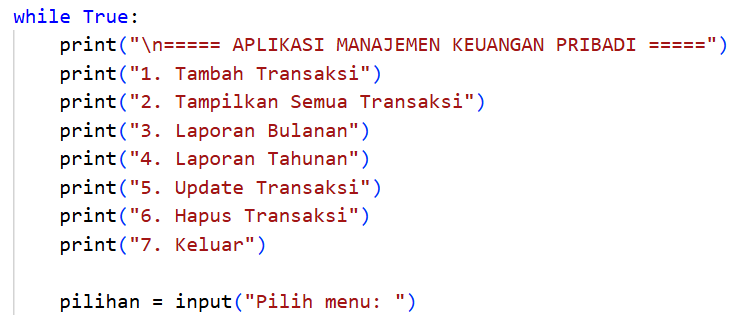 while True:
    print("\n===== APLIKASI MANAJEMEN KEUANGAN PRIBADI =====")
    print("1. Tambah Transaksi")
    print("2. Tampilkan Semua Transaksi")
    print("3. Laporan Bulanan")
    print("4. Laporan Tahunan")
    print("5. Update Transaksi")
    print("6. Hapus Transaksi")
    print("7. Keluar")

    pilihan = input("Pilih menu: ")